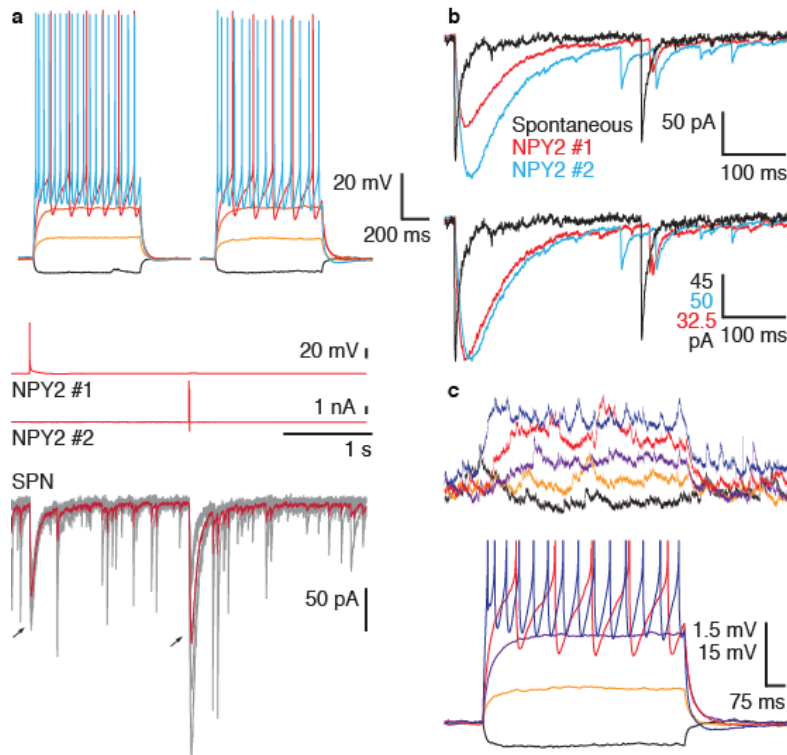 a
20 mV
200 ms
20 mV
NPY2 #1
1 nA
NPY2 #2
1 s
SPN
50 pA
b
Spontaneous
NPY2 #1
NPY2 #2
50 pA
100 ms
45
50
32.5
pA
100 ms
c
1.5 mV
15 mV
75 ms